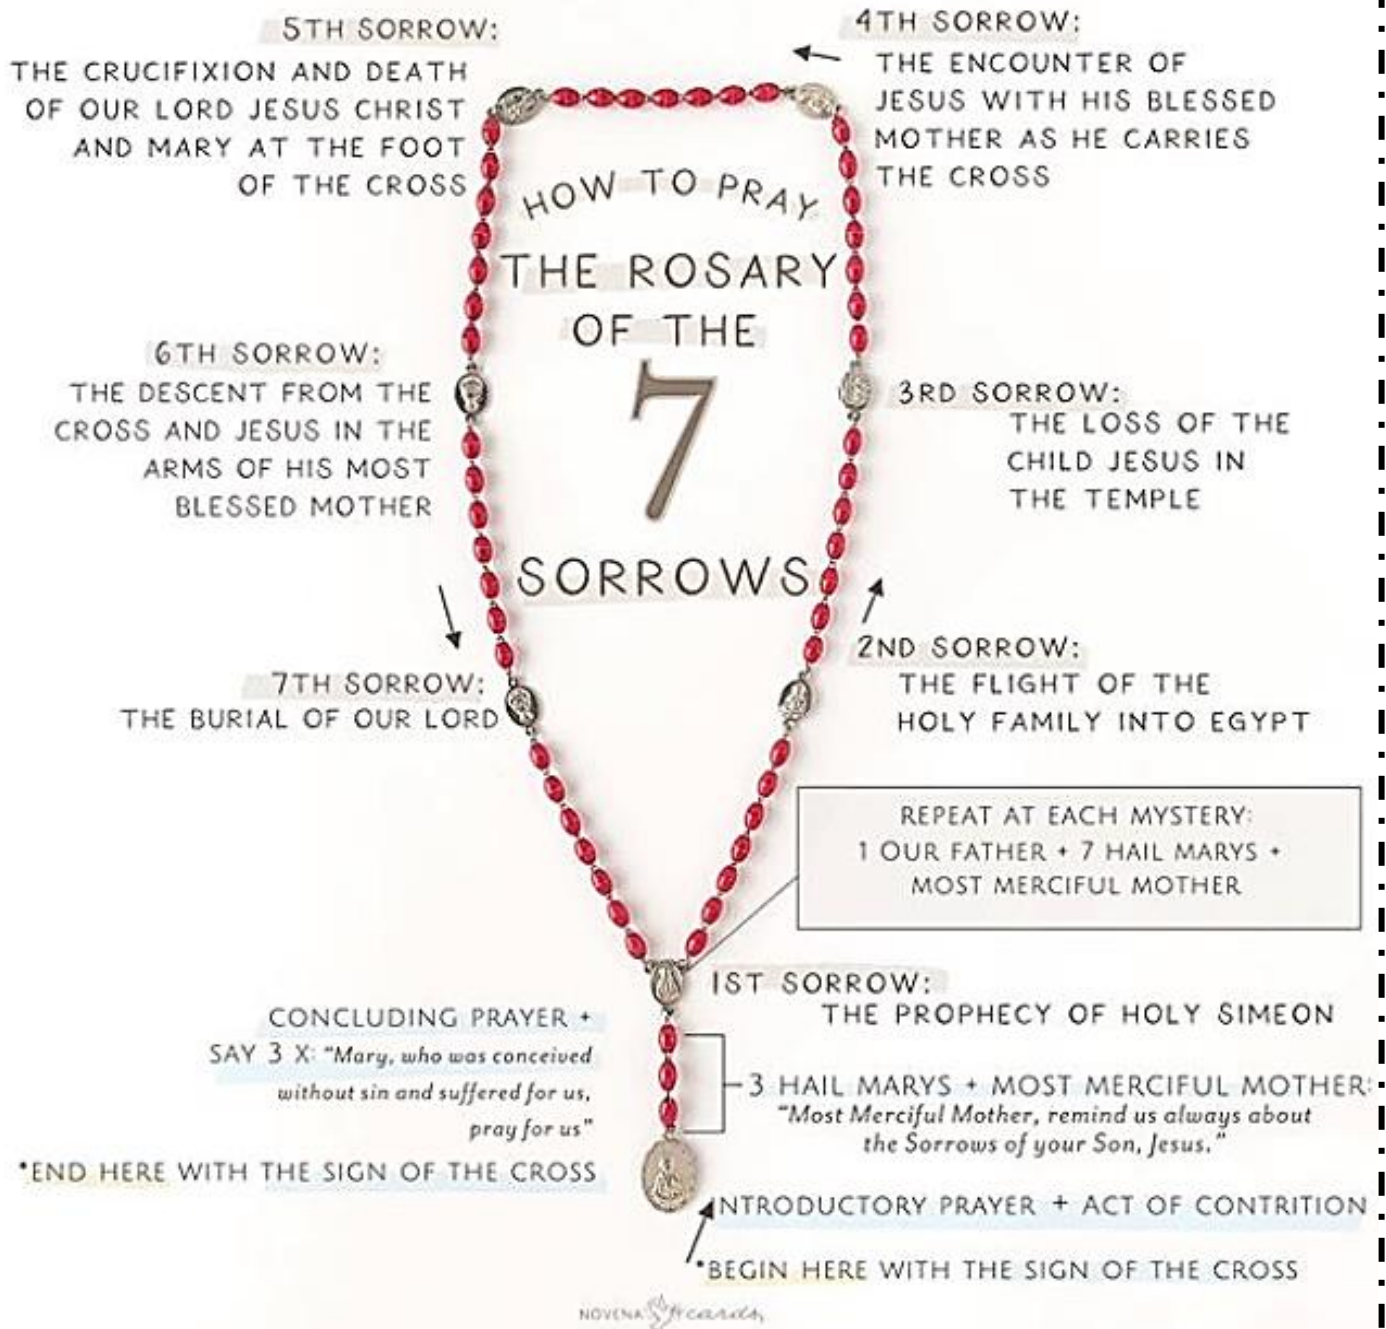 5TH SORROW:
THE CRUCIFIXION AND DEATH
OF OUR LORD JESUS CHRIST
AND MARY AT THE FOOT
OF THE CROSS
4TH SORROW:
THE ENCOUNTER OF
JESUS WITH HIS BLESSED
MOTHER AS HE CARRIES
THE CROSS
HOW TO PRAY
THE ROSARY
OF THE
7
SORROWS
6TH SORROW:
THE DESCENT FROM THE
CROSS AND JESUS IN THE
ARMS OF HIS MOST
BLESSED MOTHER
3RD SORROW:
THE LOSS OF THE
CHILD JESUS IN
THE TEMPLE
7TH SORROW:
THE BURIAL OF OUR LORD
2ND SORROW:
THE FLIGHT OF THE
HOLY FAMILY INTO EGYPT
REPEAT AT EACH MYSTERY:
1 OUR FATHER + 7 HAIL MARYS +
MOST MERCIFUL MOTHER
1ST SORROW:
THE PROPHECY OF HOLY SIMEON
CONCLUDING PRAYER +
SAY 3 X: "Mary, who was conceived
without sin and suffered for us,
pray for us"
*END HERE WITH THE SIGN OF THE CROSS
3 HAIL MARYS + MOST MERCIFUL MOTHER:
"Most Merciful Mother, remind us always about
the Sorrows of your Son, Jesus."
INTRODUCTORY PRAYER + ACT OF CONTRITION
*BEGIN HERE WITH THE SIGN OF THE CROSS
NOVENA cards